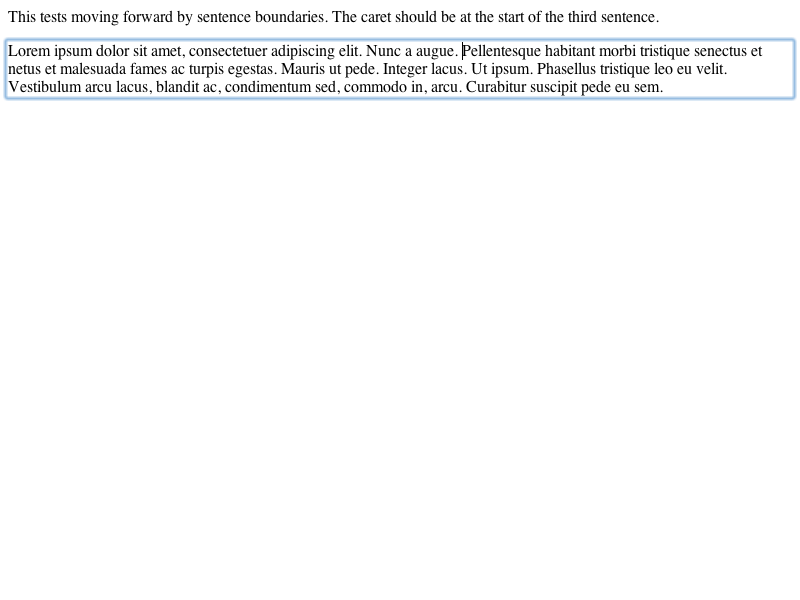 This tests moving forward by sentence boundaries. The caret should be at the start of the third sentence.
Lorem ipsum dolor sit amet, consectetuer adipiscing elit. Nunc a augue. Pellentesque habitant morbi tristique senectus et
netus et malesuada fames ac turpis egestas. Mauris ut pede. Integer lacus. Ut ipsum. Phasellus tristique leo eu velit.
Vestibulum arcu lacus, blandit ac, condimentum sed, commodo in, arcu. Curabitur suscipit pede eu sem.